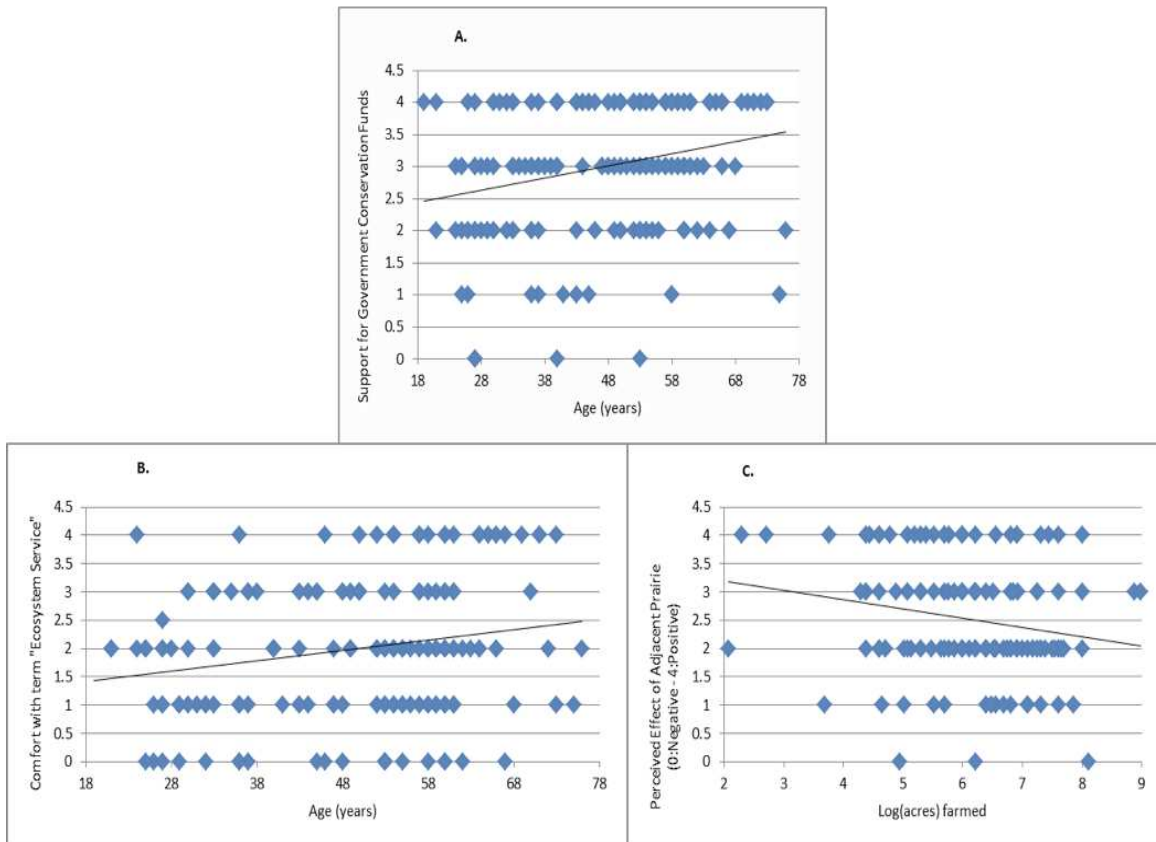 A.
Support for Government Conservation Funds
4.5
4
3.5
3
2.5
2
1.5
1
0.5
0
18 28 38 48 58 68 78
Age (years)
B.
Comfort with term "Ecosystem Service"
4.5
4
3.5
3
2.5
2
1.5
1
0.5
0
18 28 38 48 58 68 78
Age (years)
C.
Perceived Effect of Adjacent Prairie
(0:Negative - 4:Positive)
4.5
4
3.5
3
2.5
2
1.5
1
0.5
0
2 3 4 5 6 7 8 9
Log(acres) farmed